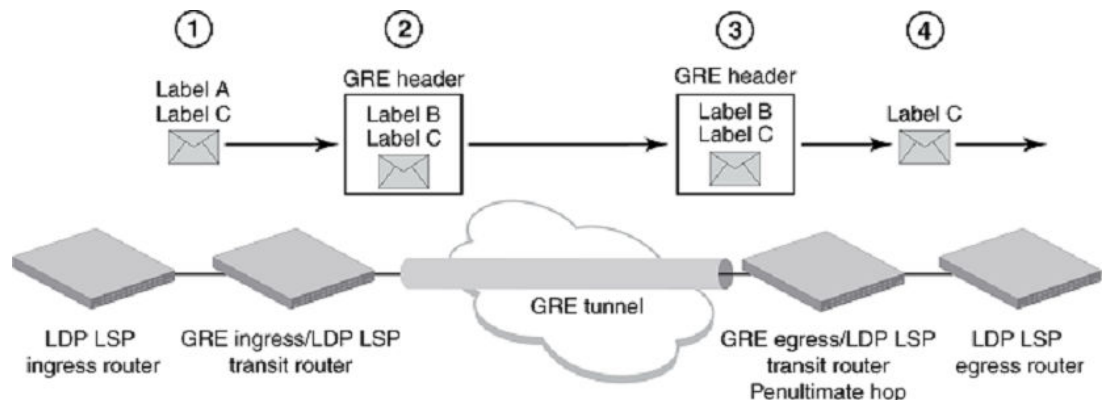 1
2
3
4
Label A
Label C
GRE header
Label B
Label C
GRE header
Label B
Label C
Label C
GRE tunnel
LDP LSP
ingress router
GRE ingress/LDP LSP
transit router
GRE egress/LDP LSP
transit router
Penultimate hop
LDP LSP
egress router